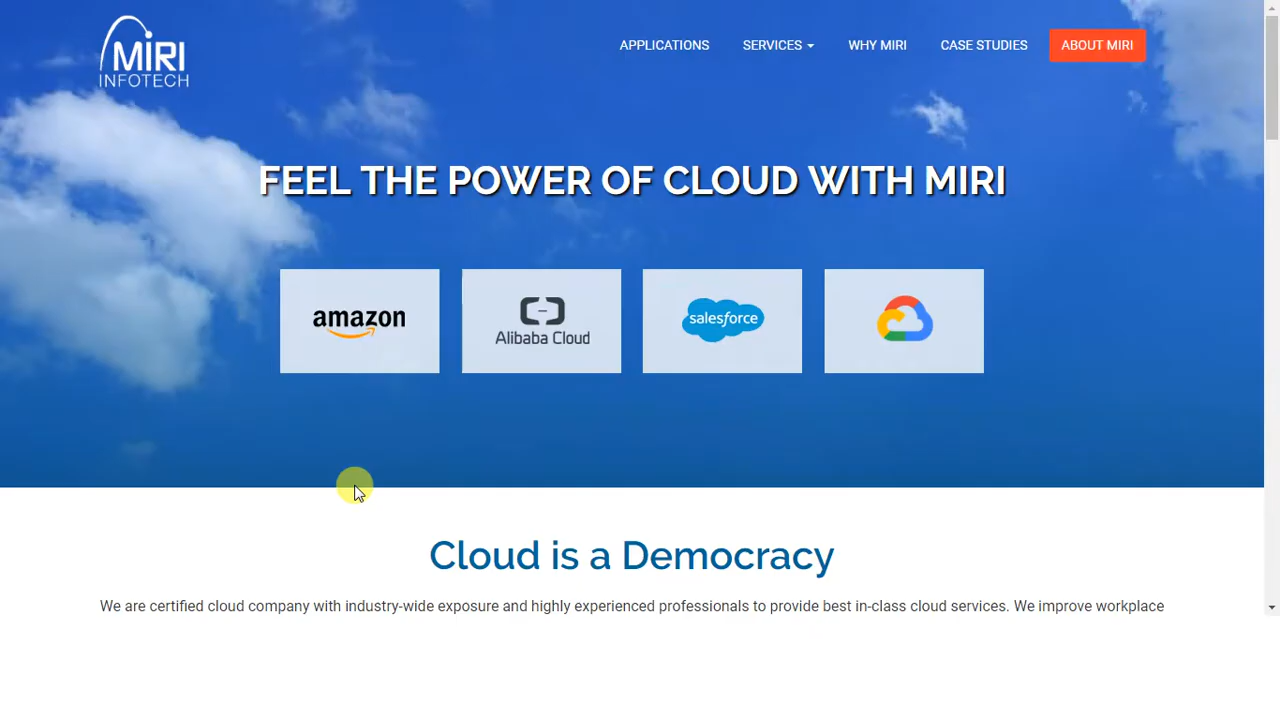 MIRI
INFOTECH
APPLICATIONS
SERVICES
WHY MIRI
CASE STUDIES
ABOUT MIRI
FEEL THE POWER OF CLOUD WITH MIRI
amazon
Alibaba Cloud
salesforce
Cloud is a Democracy
We are certified cloud company with industry-wide exposure and highly experienced professionals to provide best in-class cloud services. We improve workplace